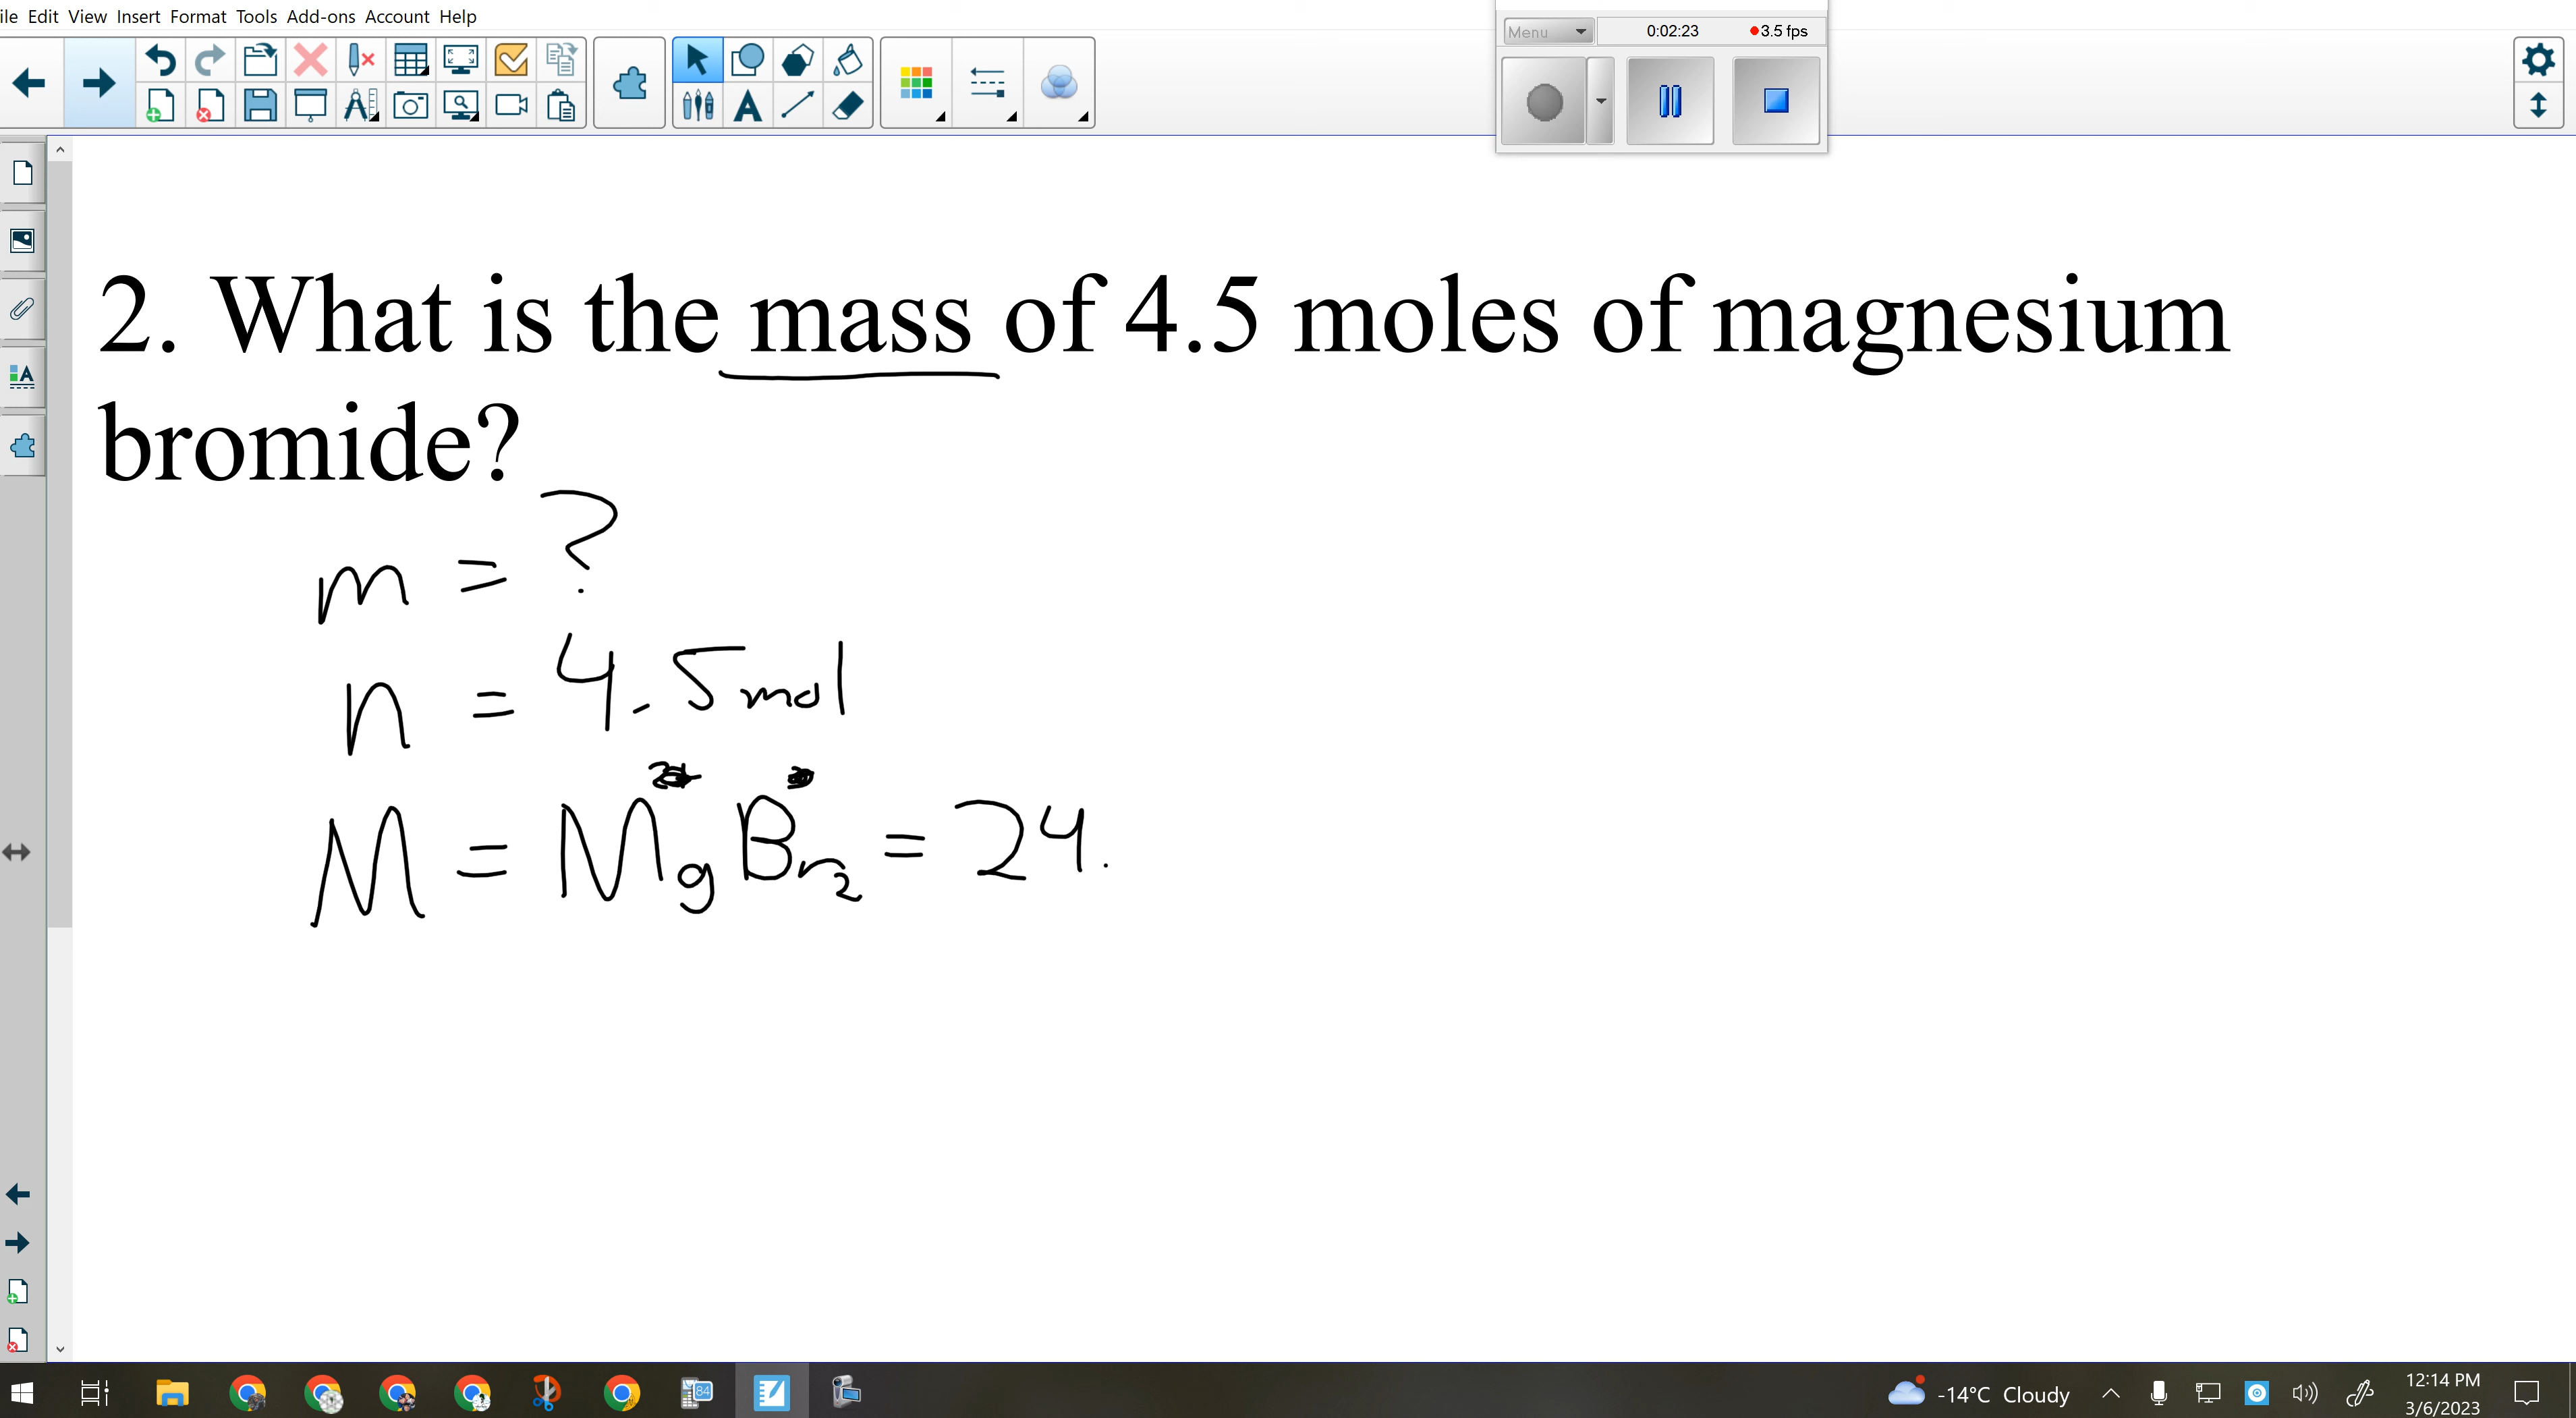 ile Edit View Insert Format Tools Add-ons Account Help
Menu 0:02:23 3.5 fps
2. What is the mass of 4.5 moles of magnesium
bromide?
m = ?
n = 4.5 mol
M = MgBr₂ = 24.
84
-14°C Cloudy
12:14 PM
3/6/2023